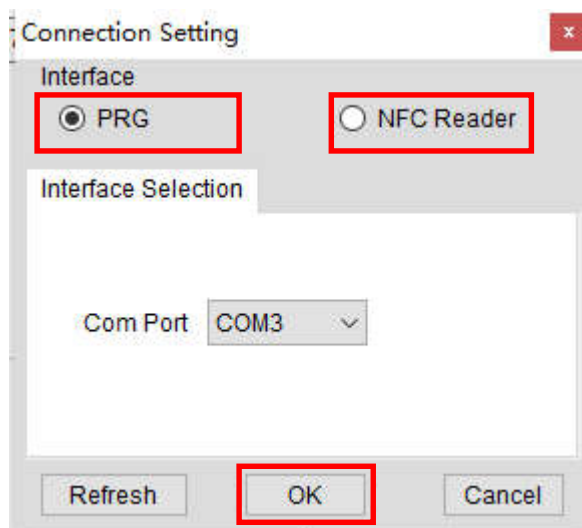 Connection Setting
x
Interface
PRG
NFC Reader
Interface Selection
Com Port COM3
Refresh OK Cancel